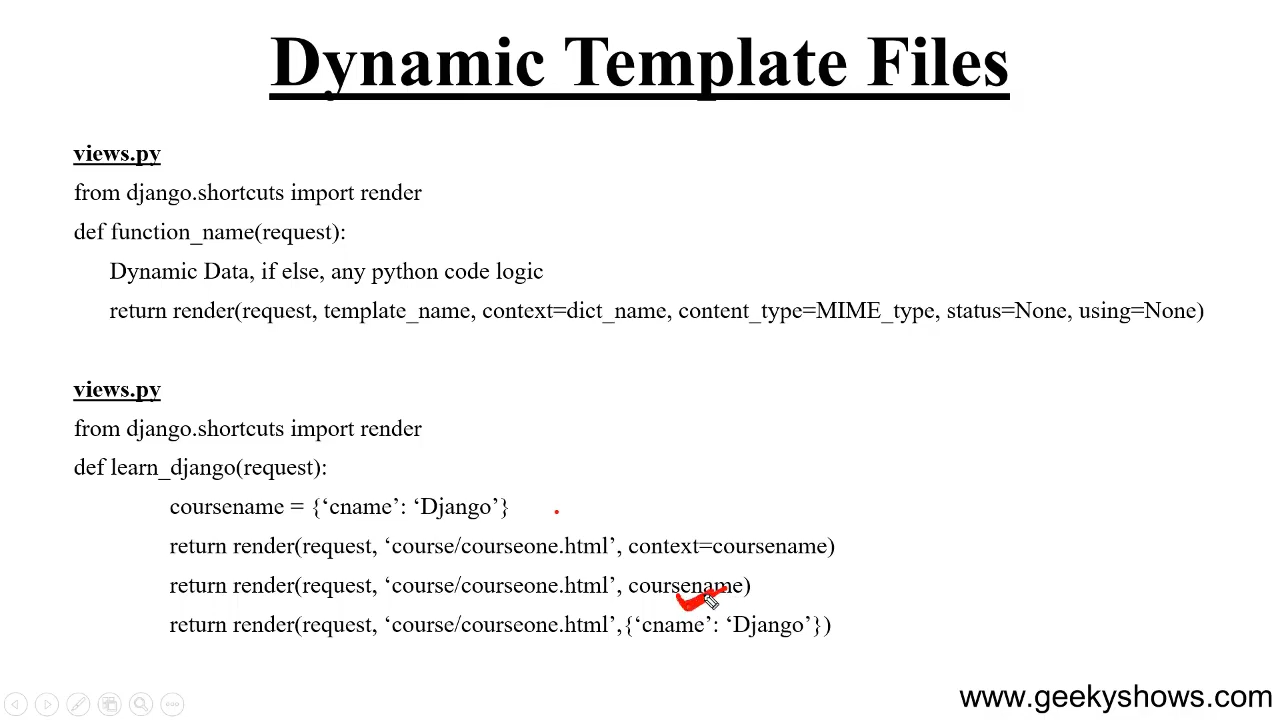 Dynamic Template Files
views.py
from django.shortcuts import render
def function_name(request):
Dynamic Data, if else, any python code logic
return render(request, template_name, context=dict_name, content_type=MIME_type, status=None, using=None)
views.py
from django.shortcuts import render
def learn_django(request):
coursename = {‘cname’: ‘Django’}
return render(request, ‘course/courseone.html’, context=coursename)
return render(request, ‘course/courseone.html’, coursename)
return render(request, ‘course/courseone.html’,{‘cname’: ‘Django’})
www.geekyshows.com